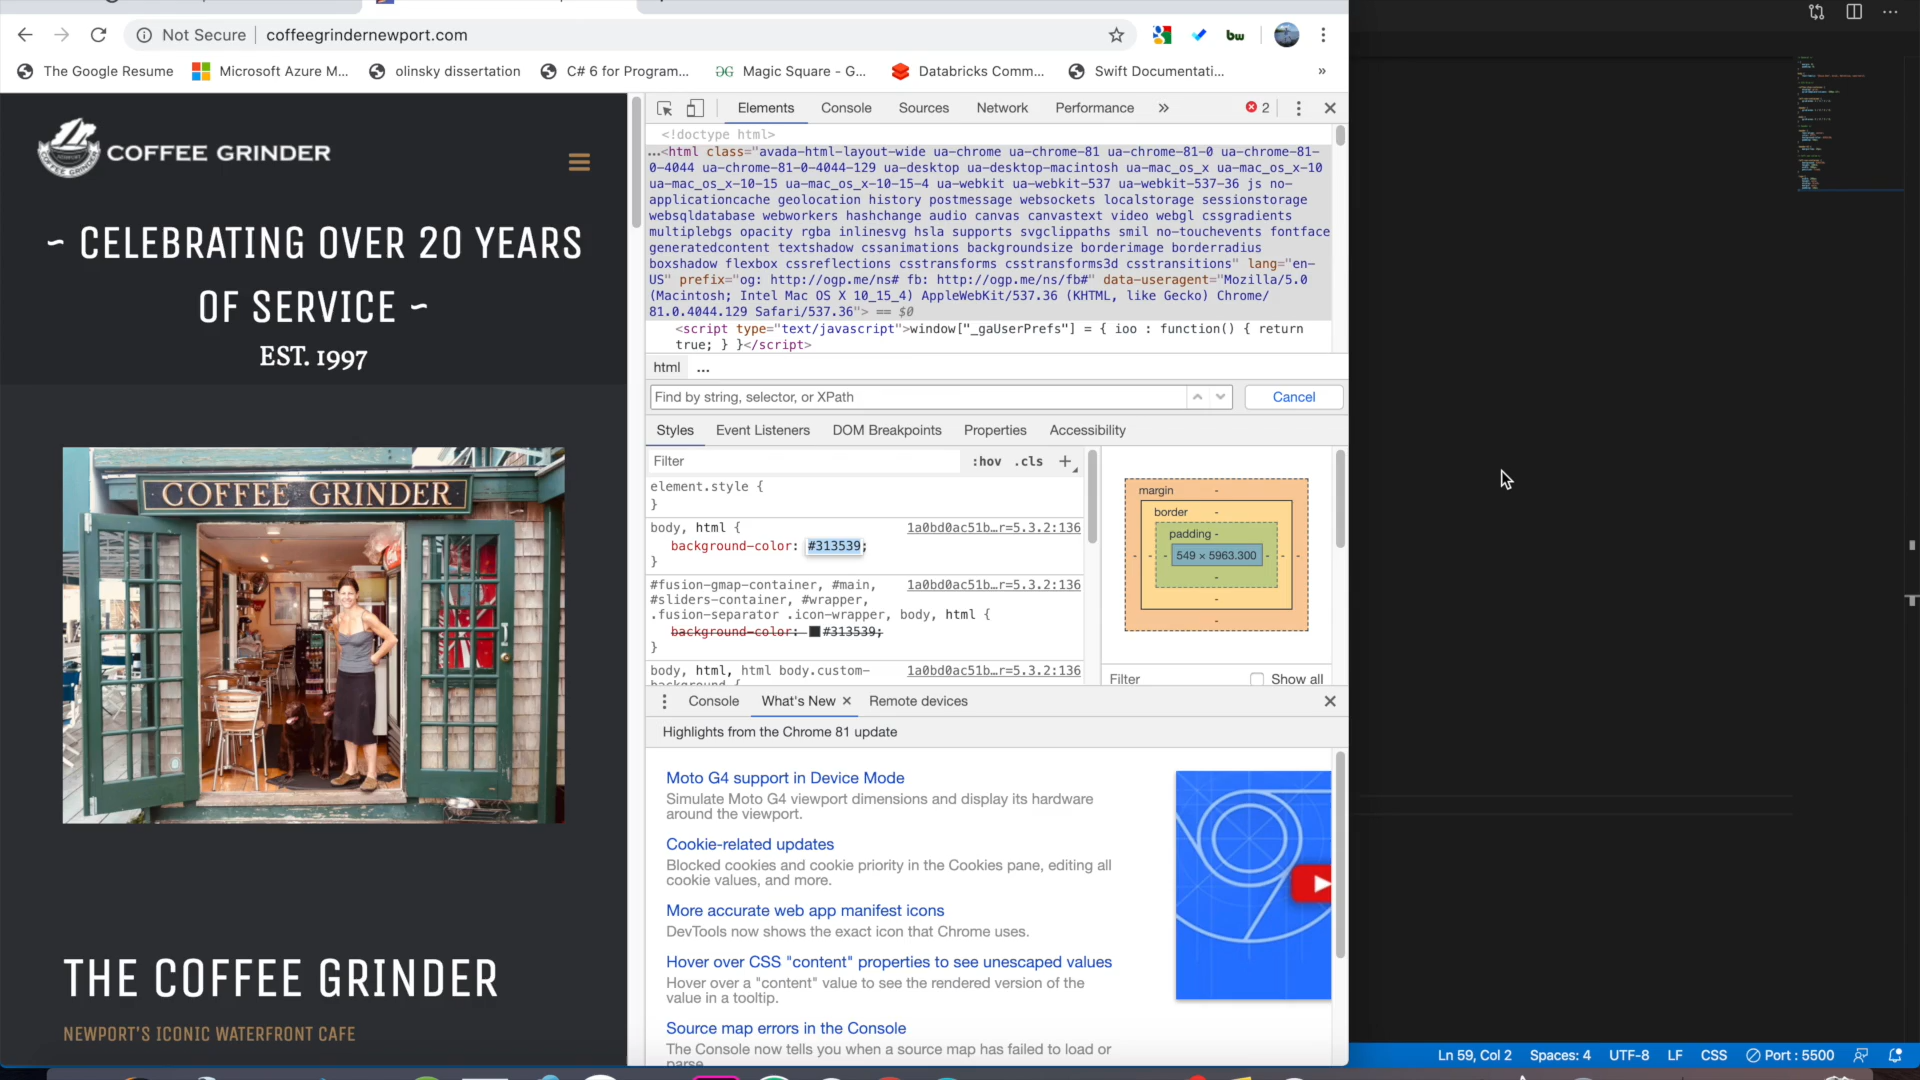 Not Secure | coffeegrindernewport.com
bw
The Google Resume Microsoft Azure M... olinsky dissertation C# 6 for Program... Magic Square - G... Databricks Comm... Swift Documentati... »
COFFEE GRINDER
~ CELEBRATING OVER 20 YEARS
OF SERVICE ~
EST. 1997
COFFEE GRINDER
THE COFFEE GRINDER
NEWPORT'S ICONIC WATERFRONT CAFE
Elements Console Sources Network Performance » 2
<!doctype html>
...<html class="avada-html-layout-wide ua-chrome ua-chrome-81 ua-chrome-81-0 ua-chrome-81-
0-4044 ua-chrome-81-0-4044-129 ua-desktop ua-desktop-macintosh ua-mac_os_x ua-mac_os_x-10
ua-mac_os_x-10-15 ua-mac_os_x-10-15-4 ua-webkit ua-webkit-537 ua-webkit-537-36 js no-
applicationcache geolocation history postmessage websockets localstorage sessionstorage
websqldatabase webworkers hashchange audio canvas canvastext video webgl cssgradients
multiplebgs opacity rgba inlinesvg hsla supports svgclippaths smil no-touchevents fontface
generatedcontent textshadow cssanimations backgroundsize borderimage borderradius
boxshadow flexbox cssreflections csstransforms csstransforms3d csstransitions" lang="en-
US" prefix="og: http://ogp.me/ns# fb: http://ogp.me/ns/fb#" data-useragent="Mozilla/5.0
(Macintosh; Intel Mac OS X 10_15_4) AppleWebKit/537.36 (KHTML, like Gecko) Chrome/
81.0.4044.129 Safari/537.36"> == $0
<script type="text/javascript">window["_gaUserPrefs"] = { ioo : function() { return
true; } }</script>
html ...
Find by string, selector, or XPath Cancel
Styles Event Listeners DOM Breakpoints Properties Accessibility
Filter :hov .cls +
element.style {
}
body, html { 1a0bd0ac51b…r=5.3.2:136
background-color: #313539;
}
#fusion-gmap-container, #main, 1a0bd0ac51b…r=5.3.2:136
#sliders-container, #wrapper,
.fusion-separator .icon-wrapper, body, html {
background-color: #313539;
}
body, html, html body.custom- 1a0bd0ac51b…r=5.3.2:136
background {
margin -
border -
padding -
- - - 549 × 5963.300 - - -
-
-
-
Filter Show all
Console What's New × Remote devices
Highlights from the Chrome 81 update
Moto G4 support in Device Mode
Simulate Moto G4 viewport dimensions and display its hardware
around the viewport.
Cookie-related updates
Blocked cookies and cookie priority in the Cookies pane, editing all
cookie values, and more.
More accurate web app manifest icons
DevTools now shows the exact icon that Chrome uses.
Hover over CSS "content" properties to see unescaped values
Hover over a "content" value to see the rendered version of the
value in a tooltip.
Source map errors in the Console
The Console now tells you when a source map has failed to load or
parse.
Ln 59, Col 2 Spaces: 4 UTF-8 LF CSS Port : 5500